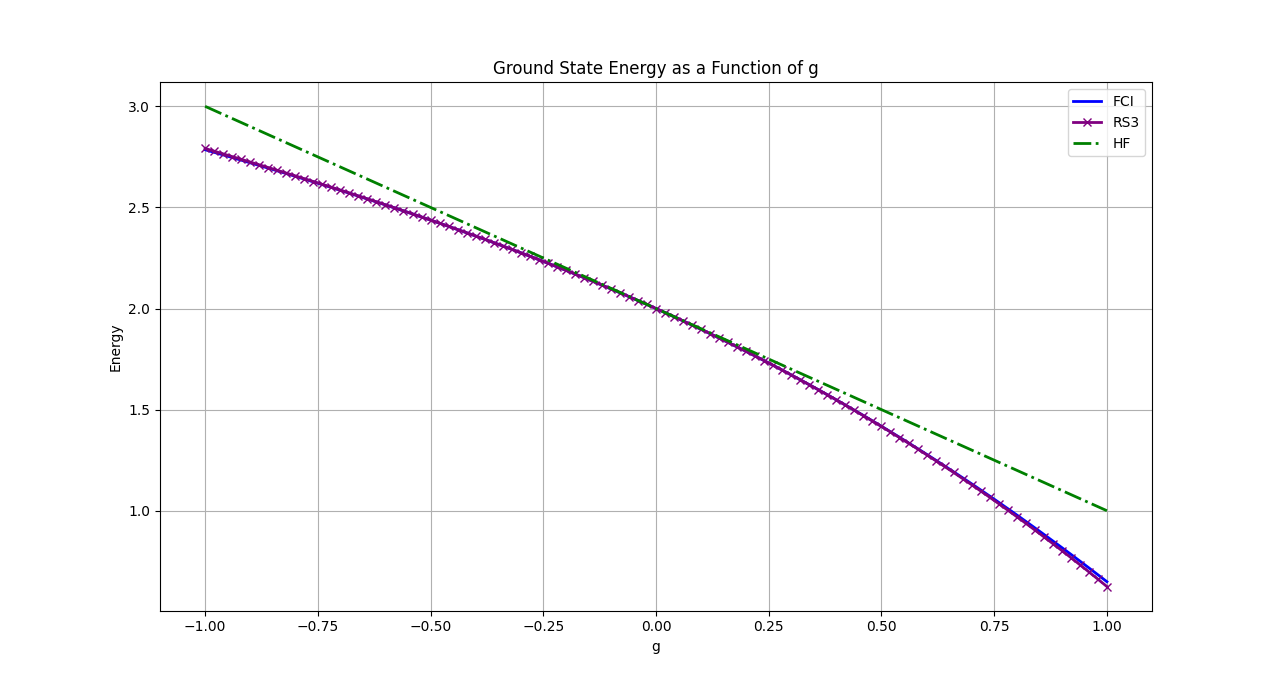 Ground State Energy as a Function of g
FCI
RS3
HF
3.0
2.5
2.0
1.5
1.0
Energy
−1.00
−0.75
−0.50
−0.25
0.00
0.25
0.50
0.75
1.00
g